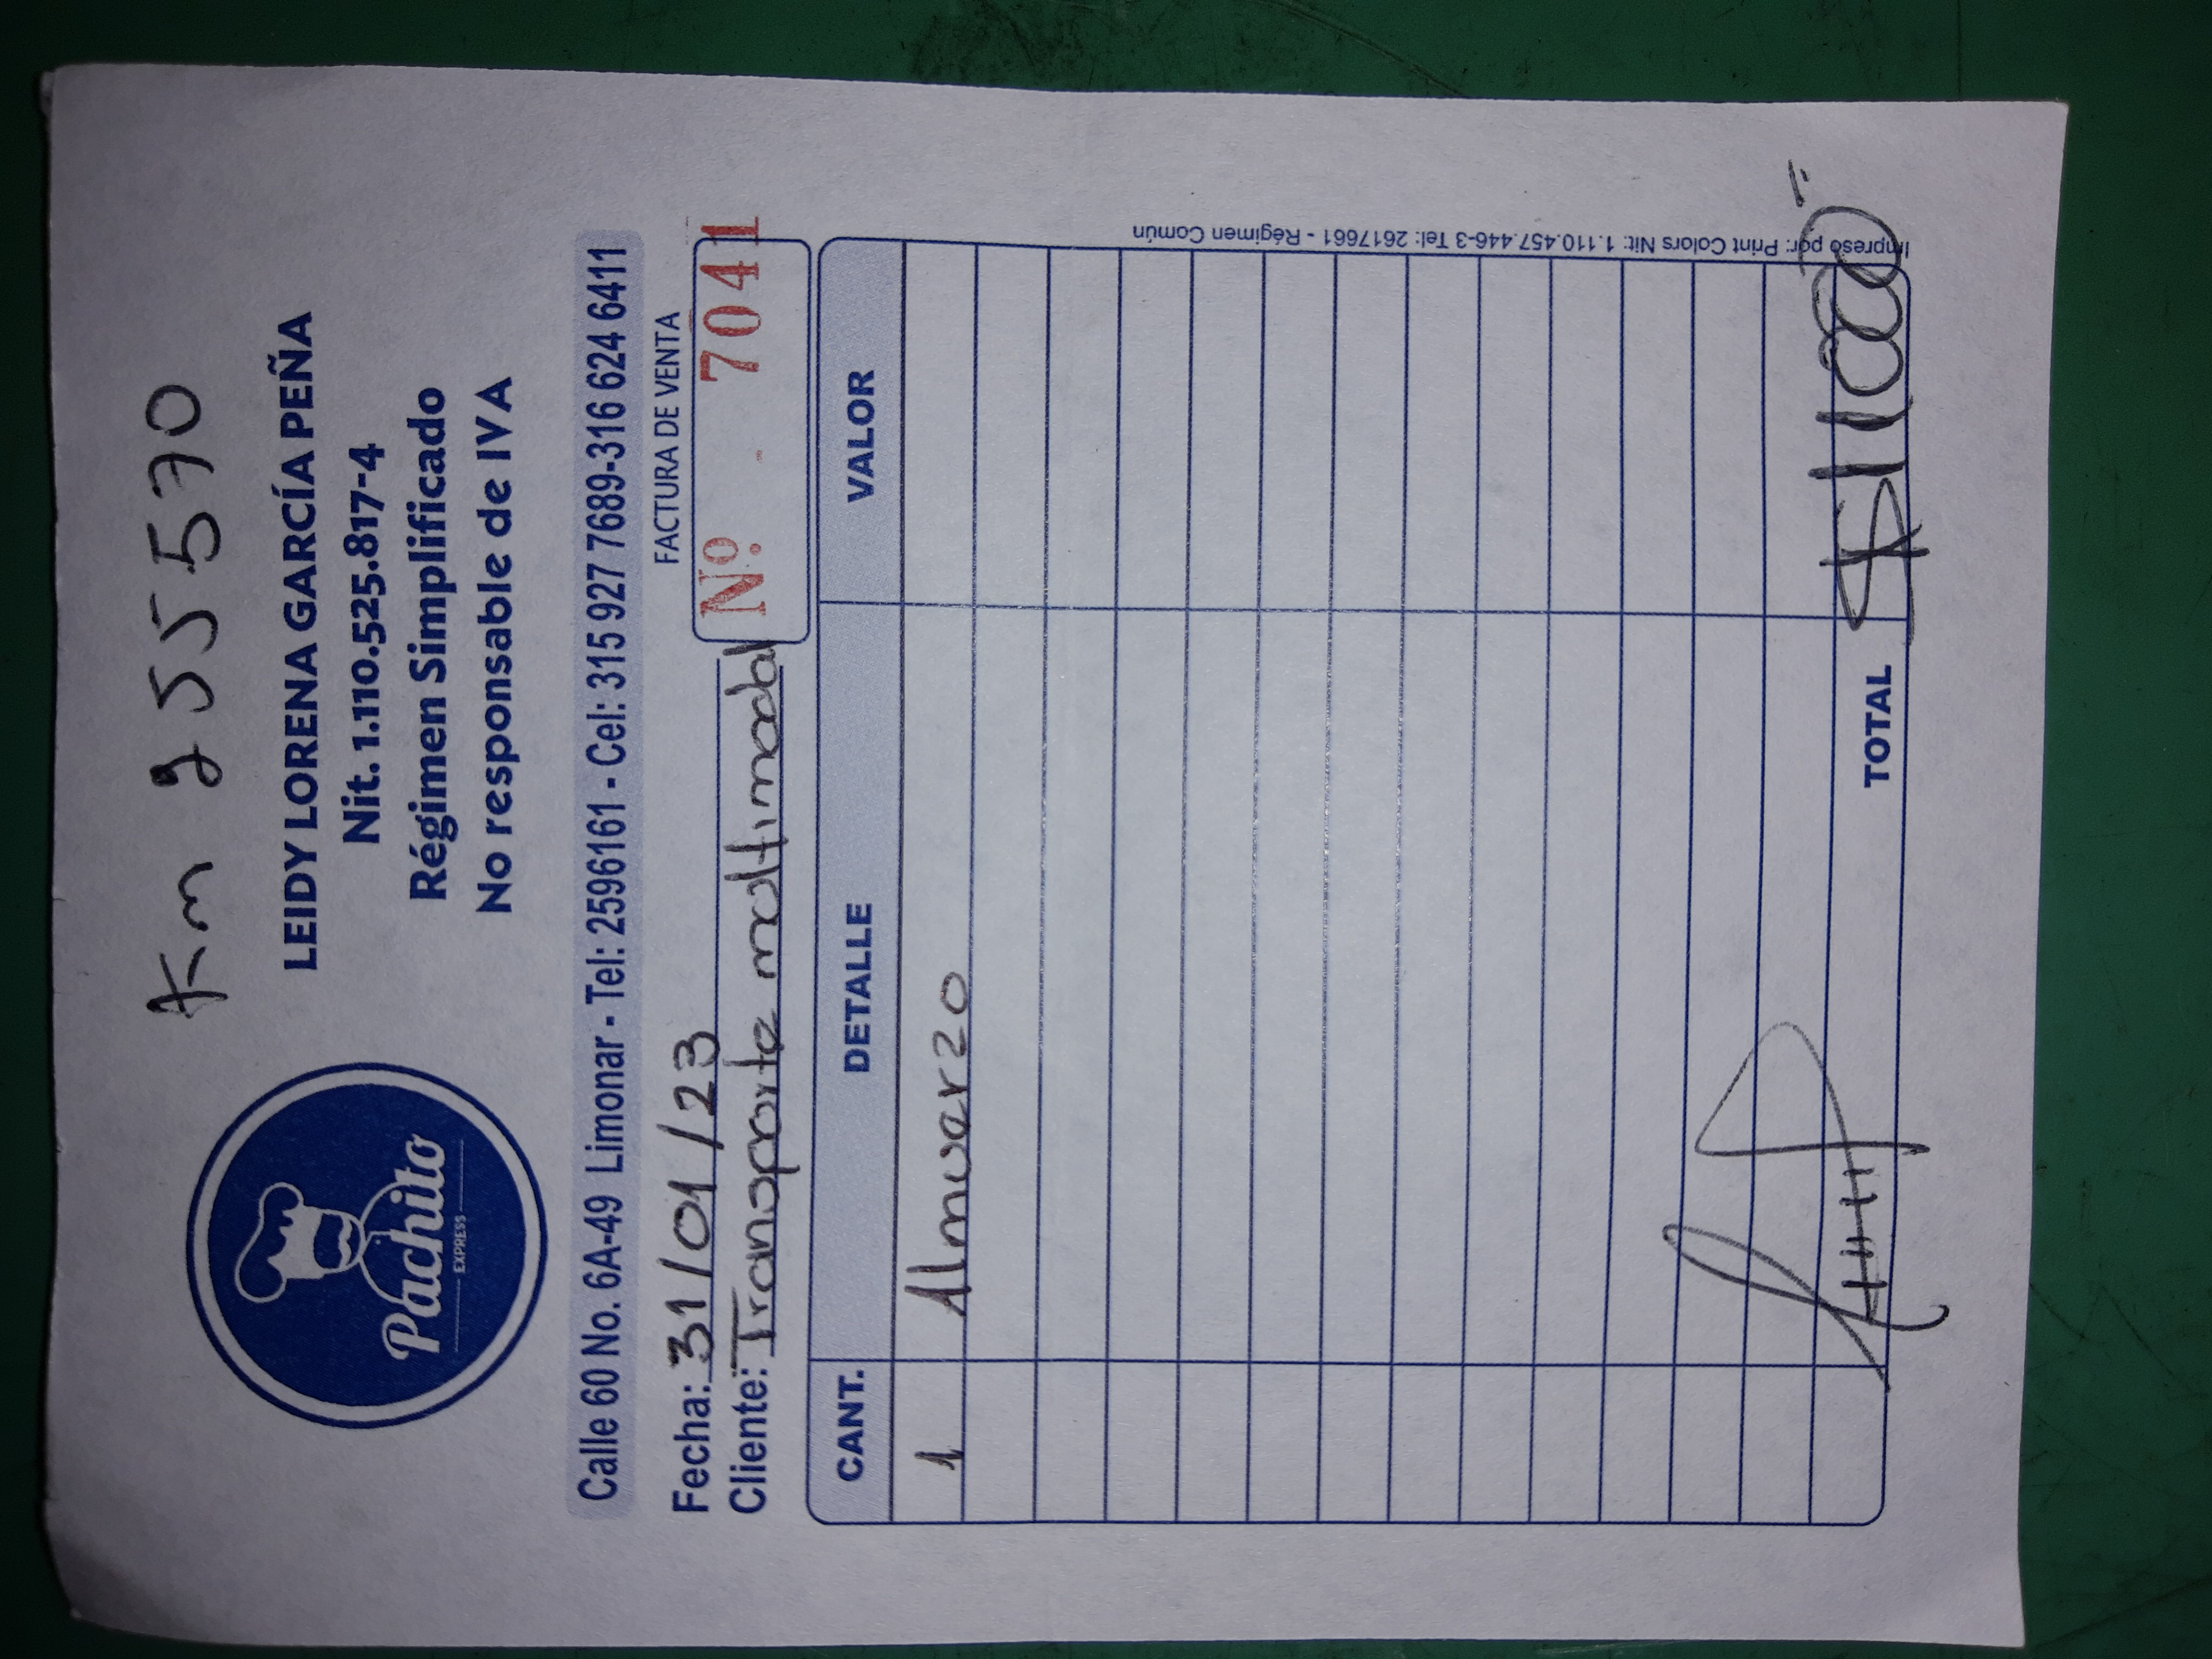 Km 255570
Pachito
EXPRESS
LEIDY LORENA GARCÍA PEÑA
Nit. 1.110.525.817-4
Régimen Simplificado
No responsable de IVA
Calle 60 No. 6A-49 Limonar - Tel: 2596161 - Cel: 315 927 7689-316 624 6411
FACTURA DE VENTA
Fecha: 31/01/23
Nº 7041
Cliente: Transporte moltimodal
CANT. DETALLE VALOR
1 Almuerzo
TOTAL
Impreso por: Print Colors Nit: 1.110.457.446-3 Tel: 2617661 - Régimen Común